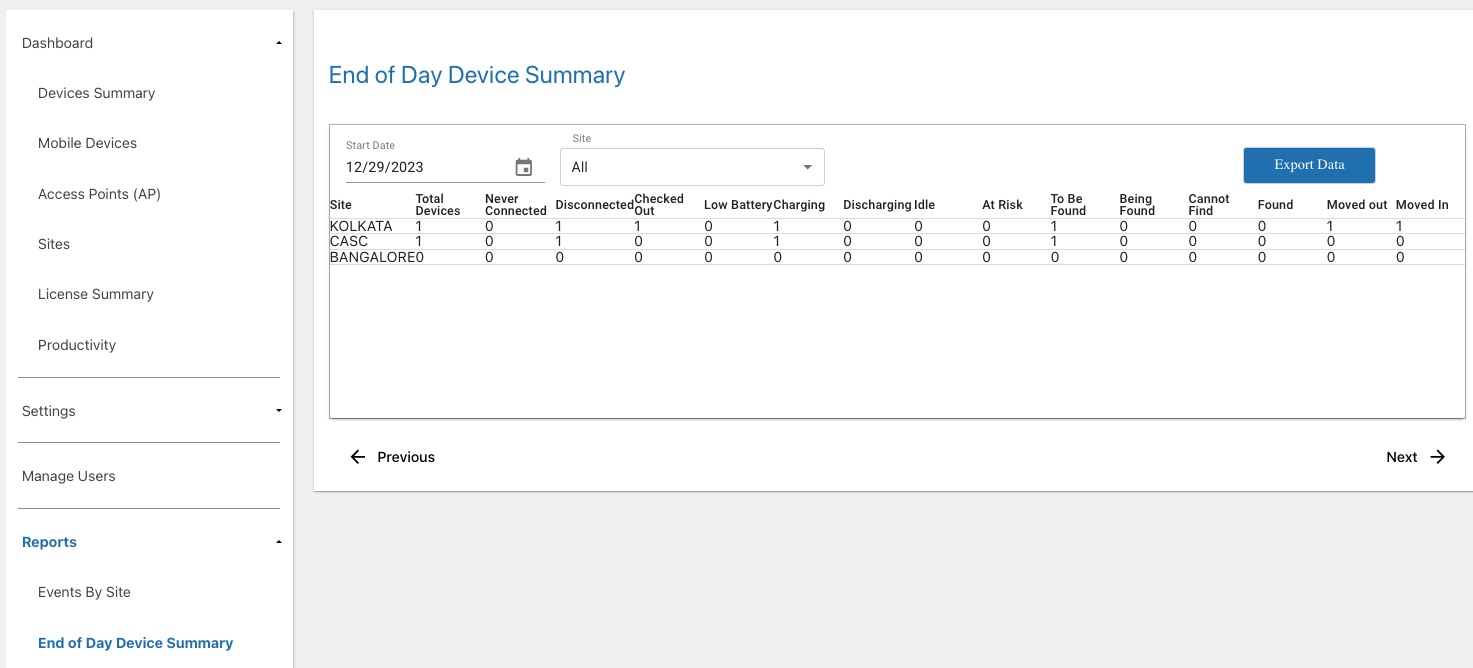 Dashboard
Devices Summary
Mobile Devices
Access Points (AP)
Sites
License Summary
Productivity
Settings
Manage Users
Reports
Events By Site
End of Day Device Summary
End of Day Device Summary
Start Date
12/29/2023
Site
All
Export Data
Site Total Devices Never Connected Disconnected Checked Out Low Battery Charging Discharging Idle At Risk To Be Found Being Found Cannot Find Found Moved out Moved In
KOLKATA 1 0 1 1 0 1 0 0 0 1 0 0 0 1 1
CASC 1 0 1 0 0 1 0 0 0 1 0 0 0 0 0
BANGALORE 0 0 0 0 0 0 0 0 0 0 0 0 0 0 0
Previous
Next